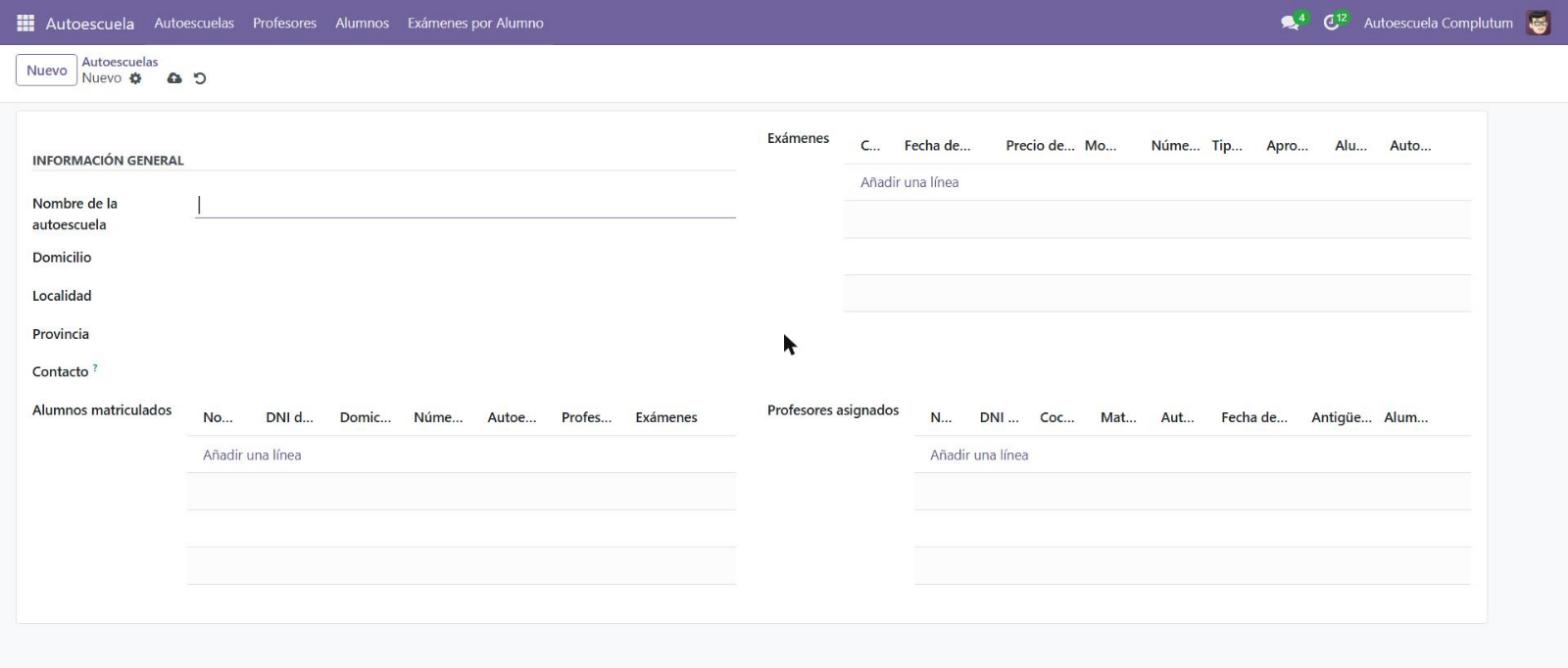 Autoescuela Autoescuelas Profesores Alumnos Exámenes por Alumno 4 12 Autoescuela Complutum
Nuevo Autoescuelas
Nuevo
INFORMACIÓN GENERAL
Nombre de la autoescuela
Domicilio
Localidad
Provincia
Contacto ?
Exámenes C... Fecha de... Precio de... Mo... Núme... Tip... Apro... Alu... Auto...
Añadir una línea
Alumnos matriculados No... DNI d... Domic... Núme... Autoe... Profes... Exámenes
Añadir una línea
Profesores asignados N... DNI ... Coc... Mat... Aut... Fecha de... Antigüe... Alum...
Añadir una línea